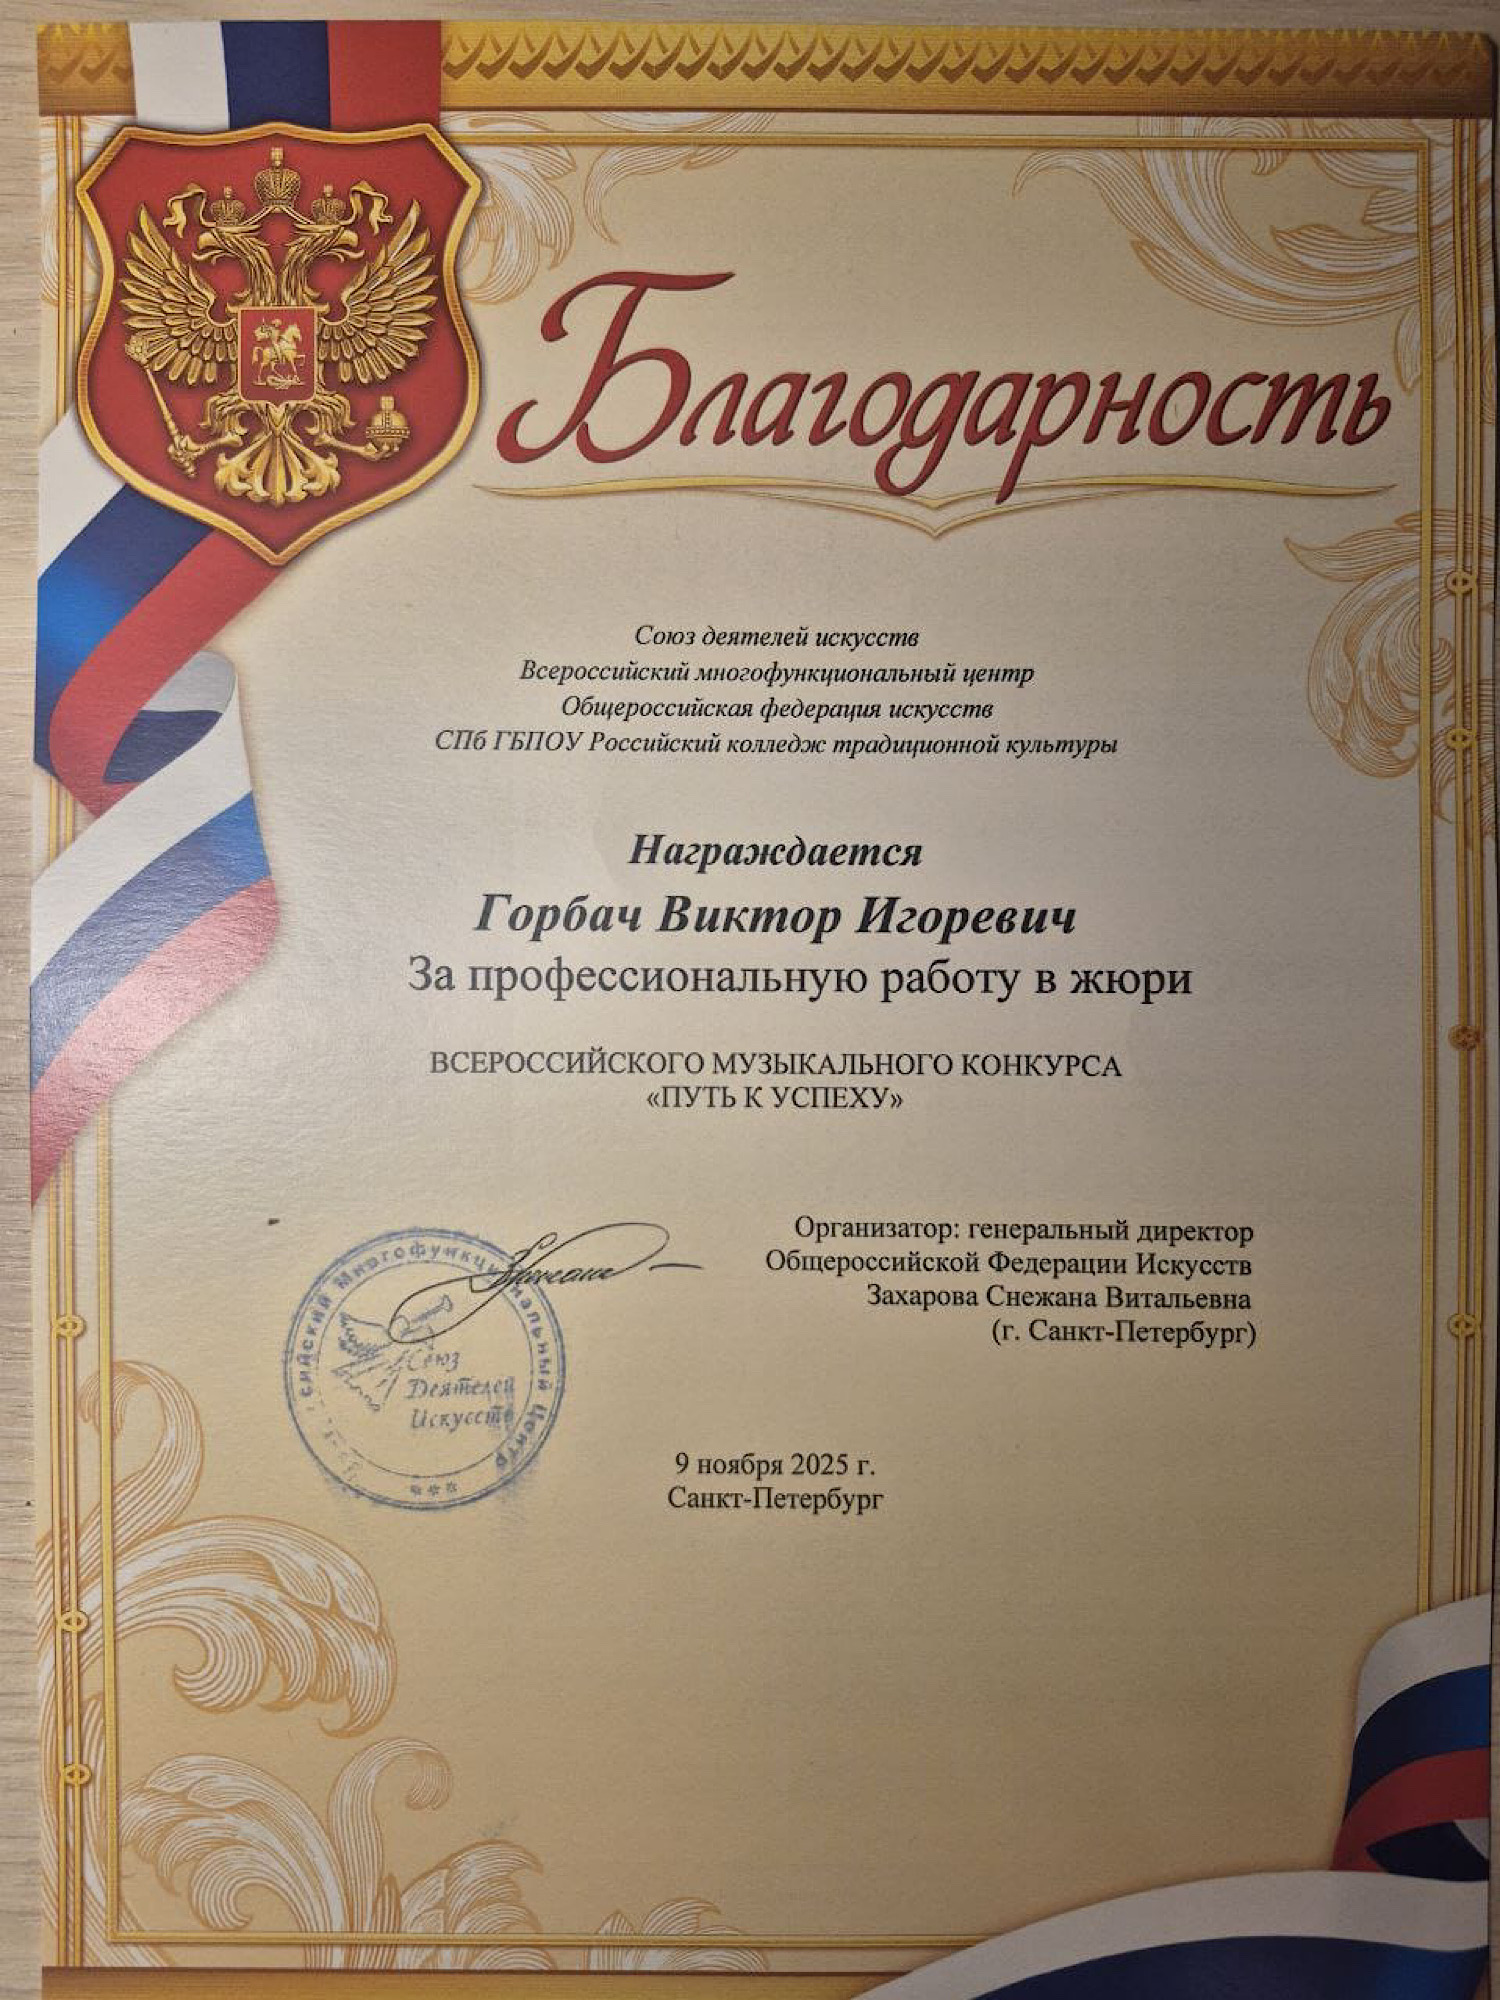 Благодарность
Союз деятелей искусств
Всероссийский многофункциональный центр
Общероссийская федерация искусств
СПб ГБПОУ Российский колледж традиционной культуры
Награждается
Горбач Виктор Игоревич
За профессиональную работу в жюри
ВСЕРОССИЙСКОГО МУЗЫКАЛЬНОГО КОНКУРСА
«ПУТЬ К УСПЕХУ»
Организатор: генеральный директор
Общероссийской Федерации Искусств
Захарова Снежана Витальевна
(г. Санкт-Петербург)
Многофункциональный Центр
Союз
Деятелей
Искусств
9 ноября 2025 г.
Санкт-Петербург